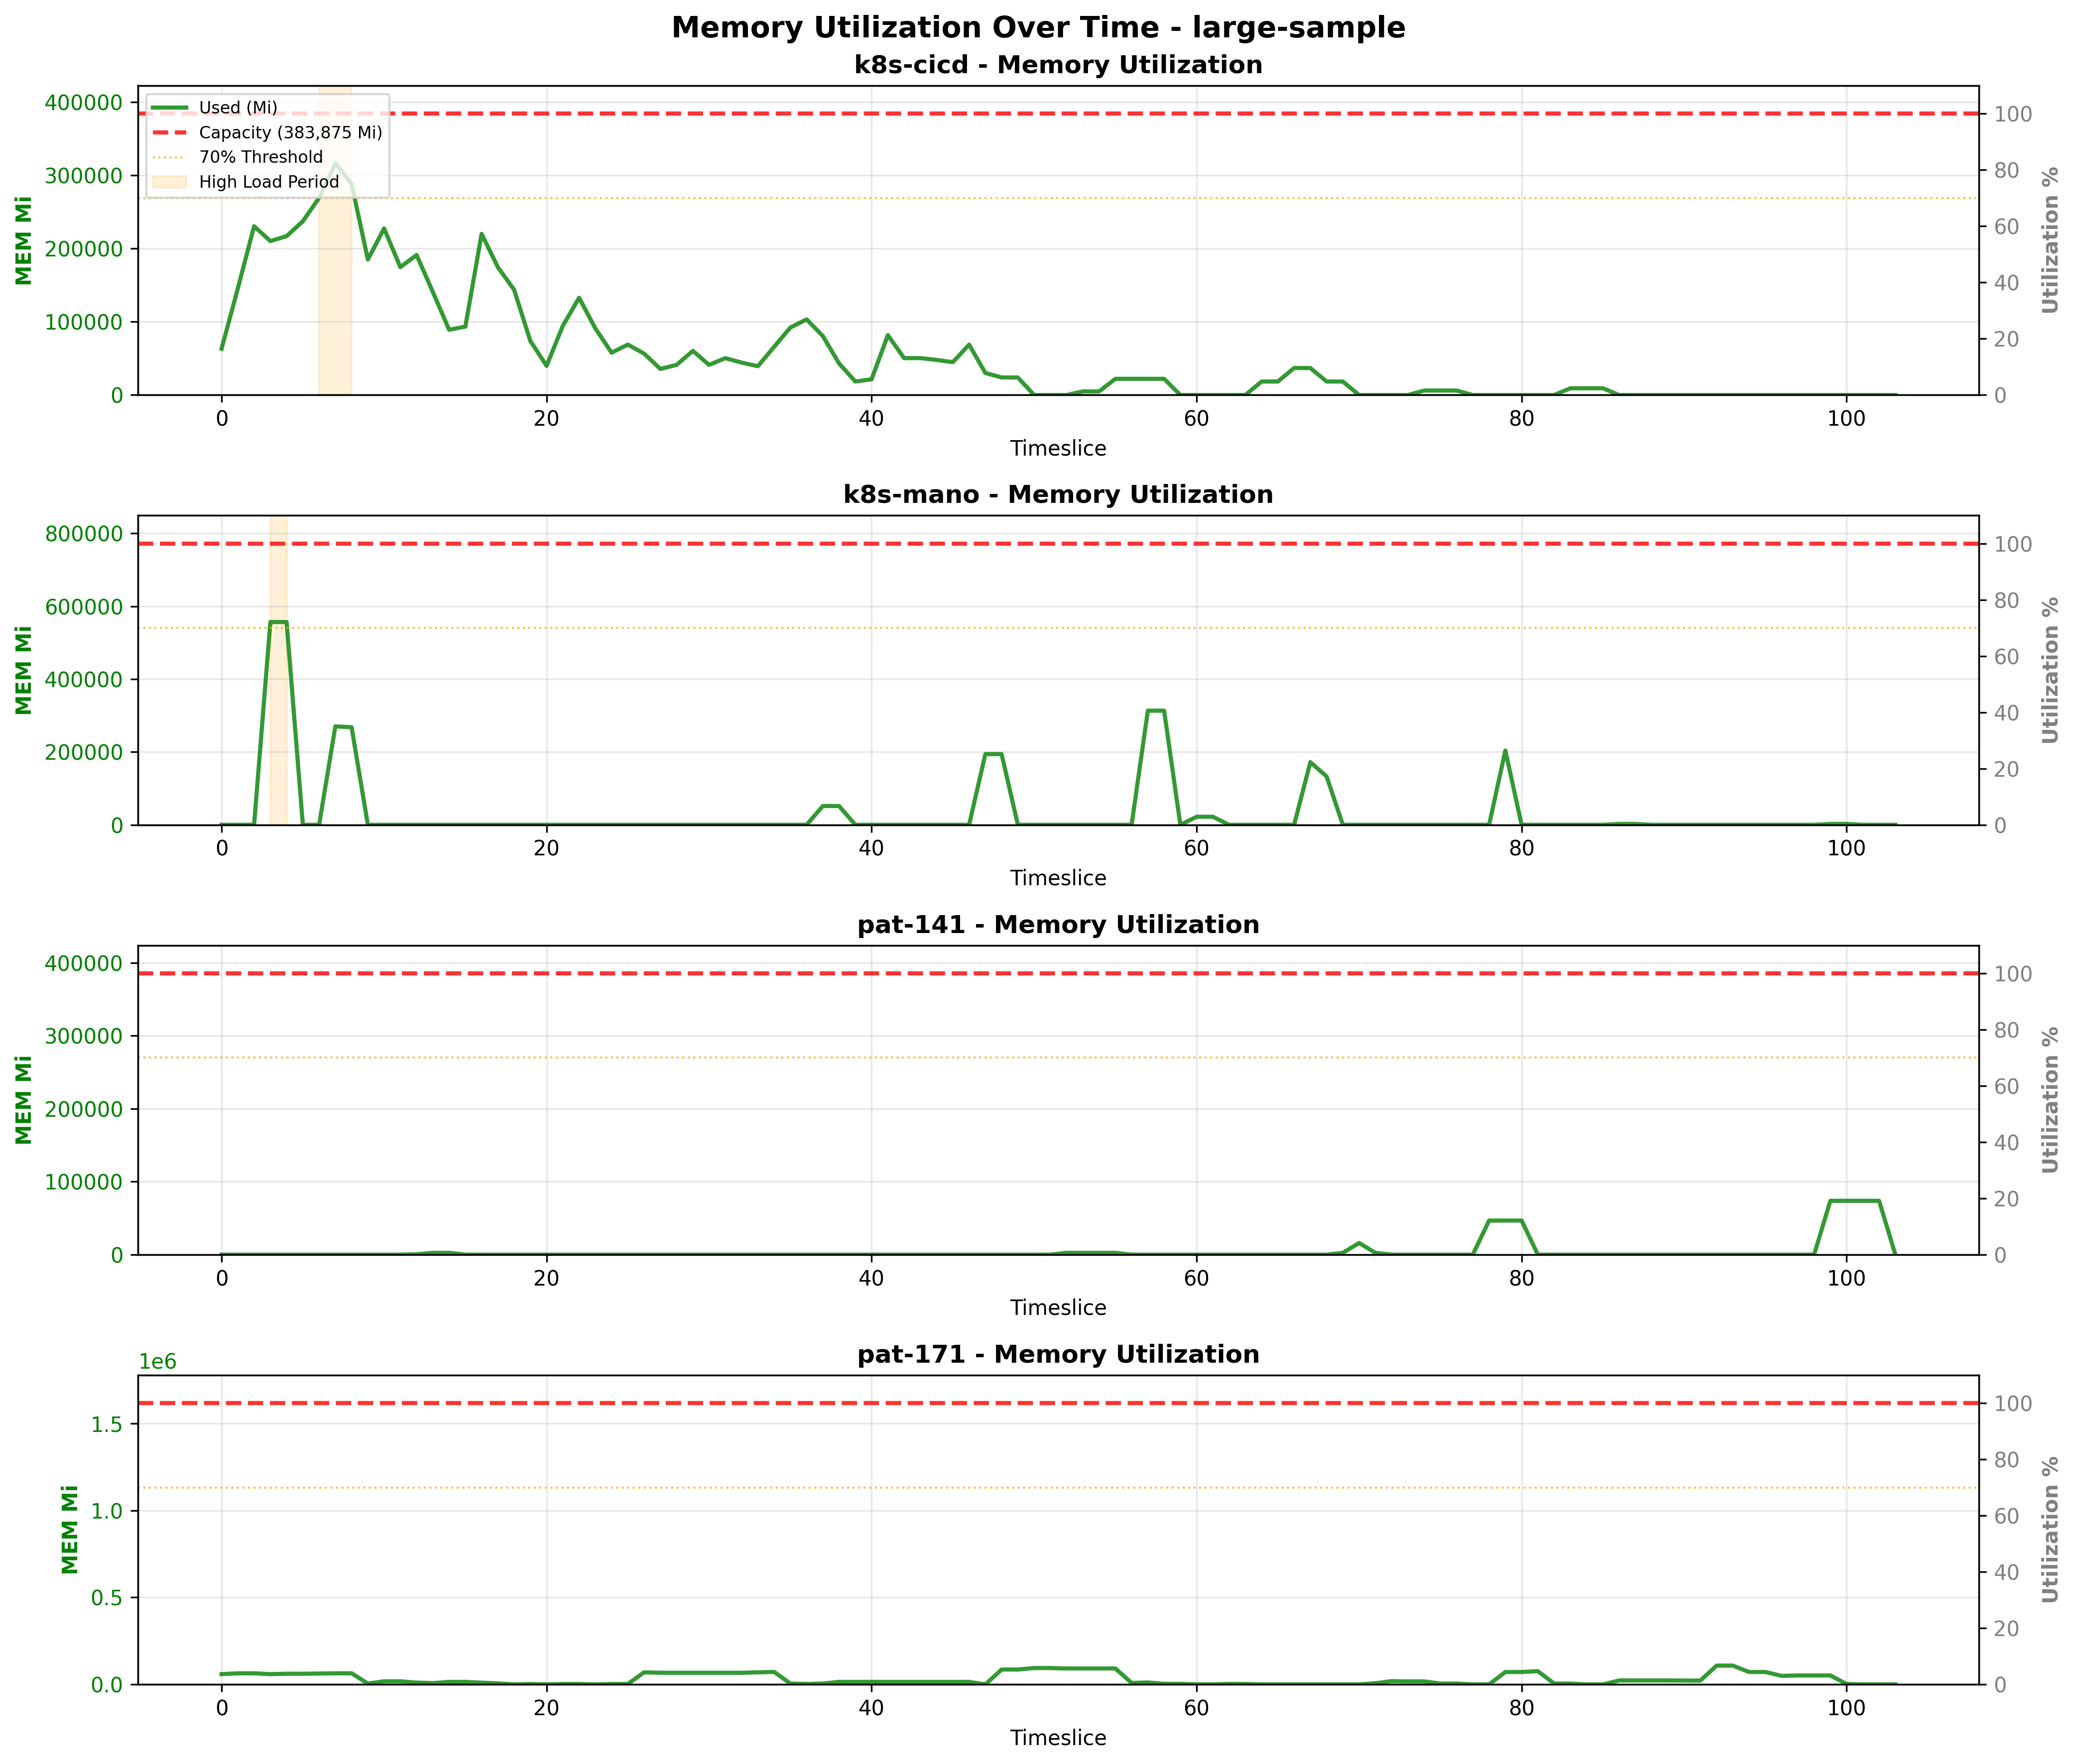 Memory Utilization Over Time - large-sample
k8s-cicd - Memory Utilization
Used (Mi)
Capacity (383,875 Mi)
70% Threshold
High Load Period
MEM Mi
400000
300000
200000
100000
0
100
80
60
40
20
0
Utilization %
0 20 40 60 80 100
Timeslice
k8s-mano - Memory Utilization
MEM Mi
800000
600000
400000
200000
0
100
80
60
40
20
0
Utilization %
0 20 40 60 80 100
Timeslice
pat-141 - Memory Utilization
MEM Mi
400000
300000
200000
100000
0
100
80
60
40
20
0
Utilization %
0 20 40 60 80 100
Timeslice
pat-171 - Memory Utilization
1e6
MEM Mi
1.5
1.0
0.5
0.0
100
80
60
40
20
0
Utilization %
0 20 40 60 80 100
Timeslice